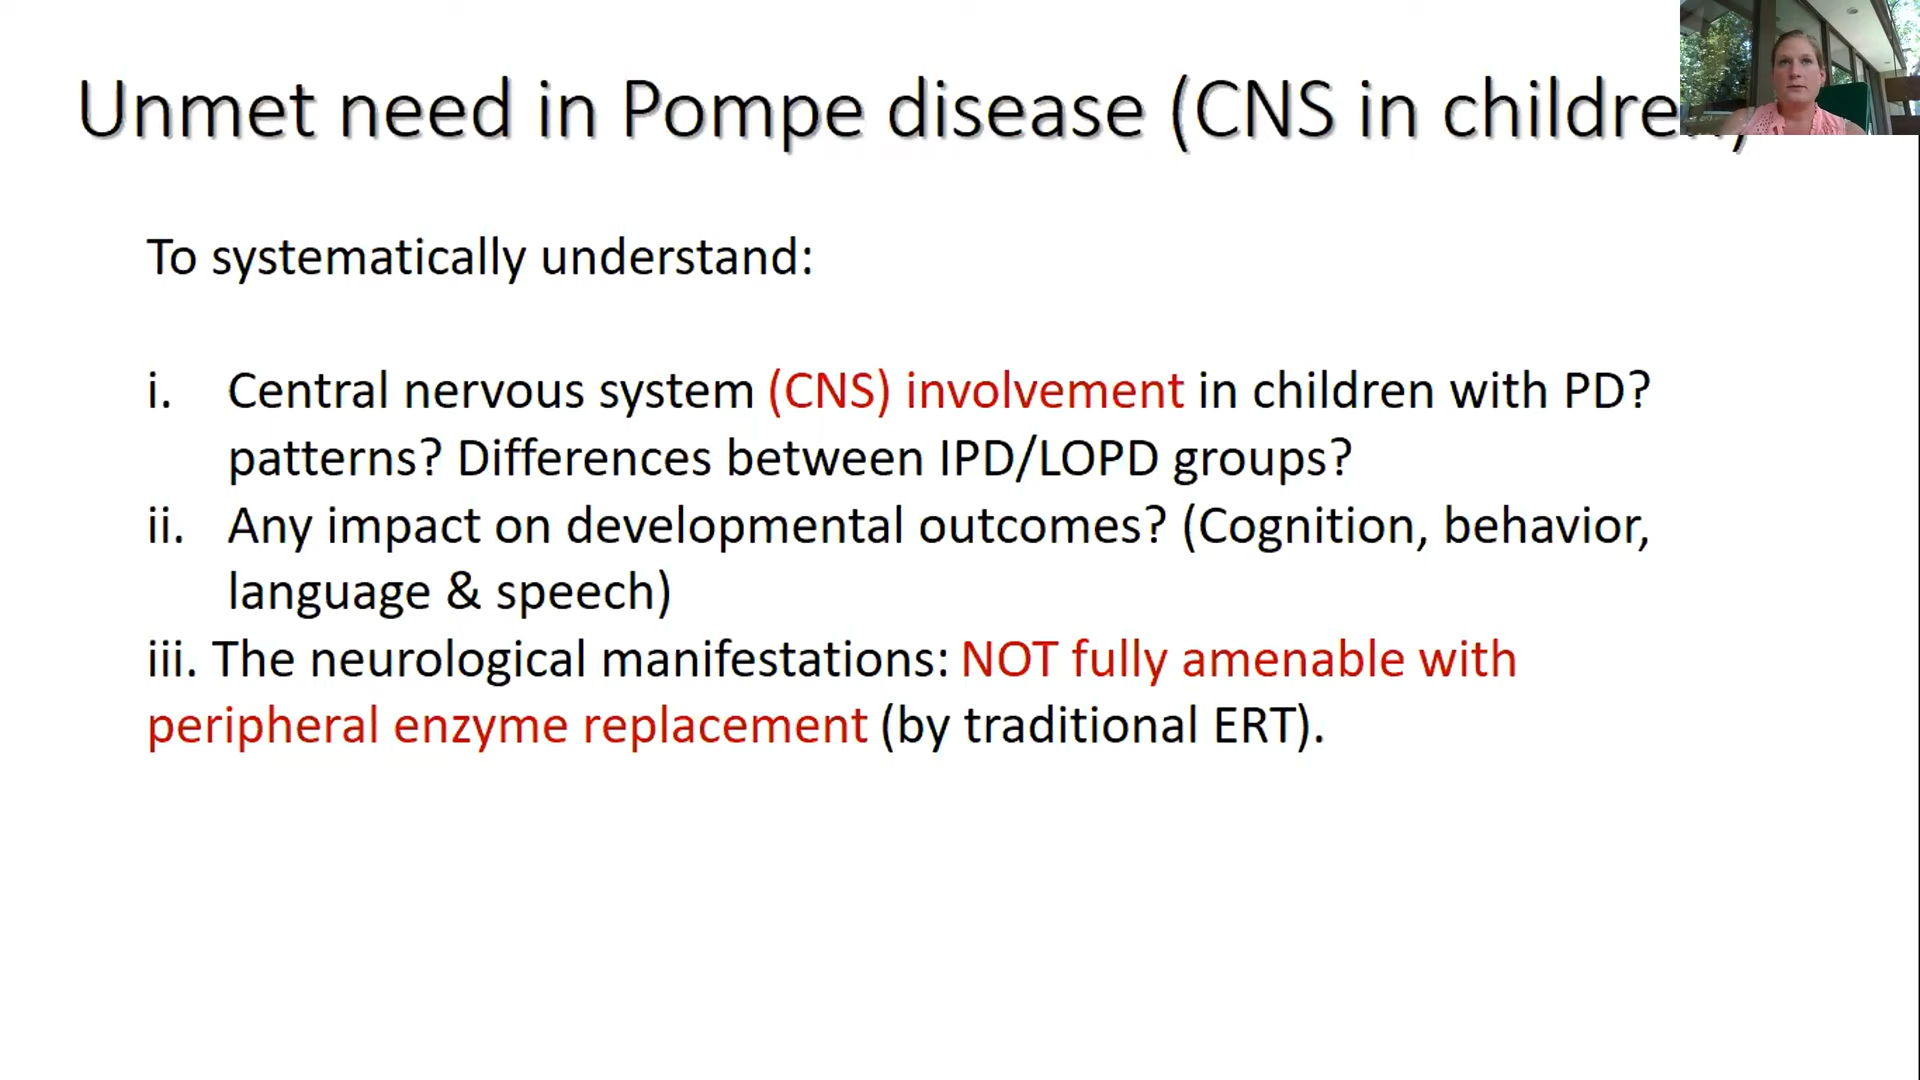 Unmet need in Pompe disease (CNS in children)
To systematically understand:
i. Central nervous system (CNS) involvement in children with PD?
patterns? Differences between IPD/LOPD groups?
ii. Any impact on developmental outcomes? (Cognition, behavior,
language & speech)
iii. The neurological manifestations: NOT fully amenable with
peripheral enzyme replacement (by traditional ERT).